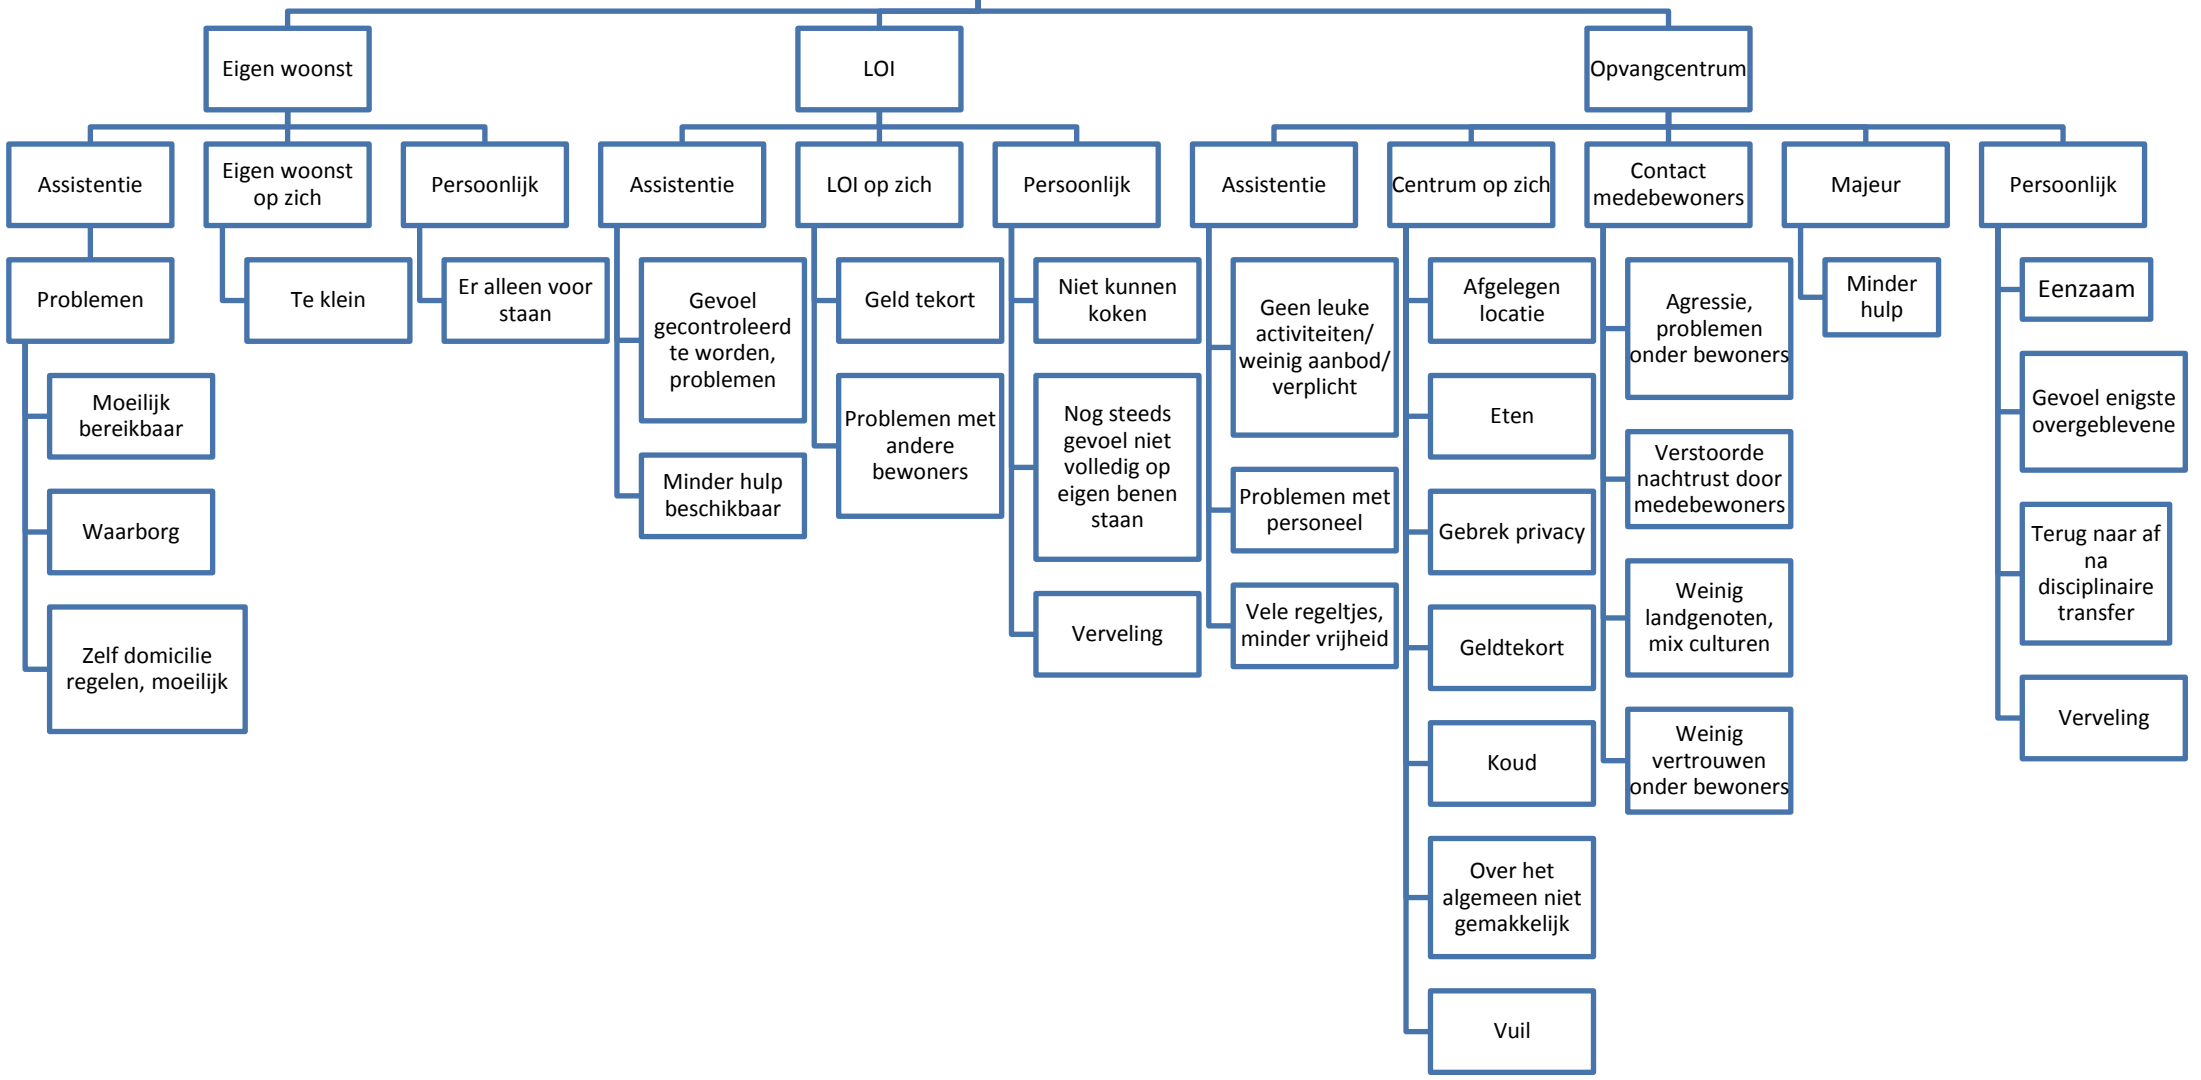 Eigen woonst
LOI
Opvangcentrum
Assistentie
Eigen woonst
op zich
Persoonlijk
Assistentie
LOI op zich
Persoonlijk
Assistentie
Centrum op zich
Contact
medebewoners
Majeur
Persoonlijk
Problemen
Moeilijk
bereikbaar
Waarborg
Zelf domicilie
regelen, moeilijk
Te klein
Er alleen voor
staan
Gevoel
gecontroleerd
te worden,
problemen
Minder hulp
beschikbaar
Geld tekort
Problemen met
andere
bewoners
Niet kunnen
koken
Nog steeds
gevoel niet
volledig op
eigen benen
staan
Verveling
Geen leuke
activiteiten/
weinig aanbod/
verplicht
Problemen met
personeel
Vele regeltjes,
minder vrijheid
Afgelegen
locatie
Eten
Gebrek privacy
Geldtekort
Koud
Over het
algemeen niet
gemakkelijk
Vuil
Agressie,
problemen
onder bewoners
Verstoorde
nachtrust door
medebewoners
Weinig
landgenoten,
mix culturen
Weinig
vertrouwen
onder bewoners
Minder
hulp
Eenzaam
Gevoel enigste
overgeblevene
Terug naar af
na
disciplinaire
transfer
Verveling